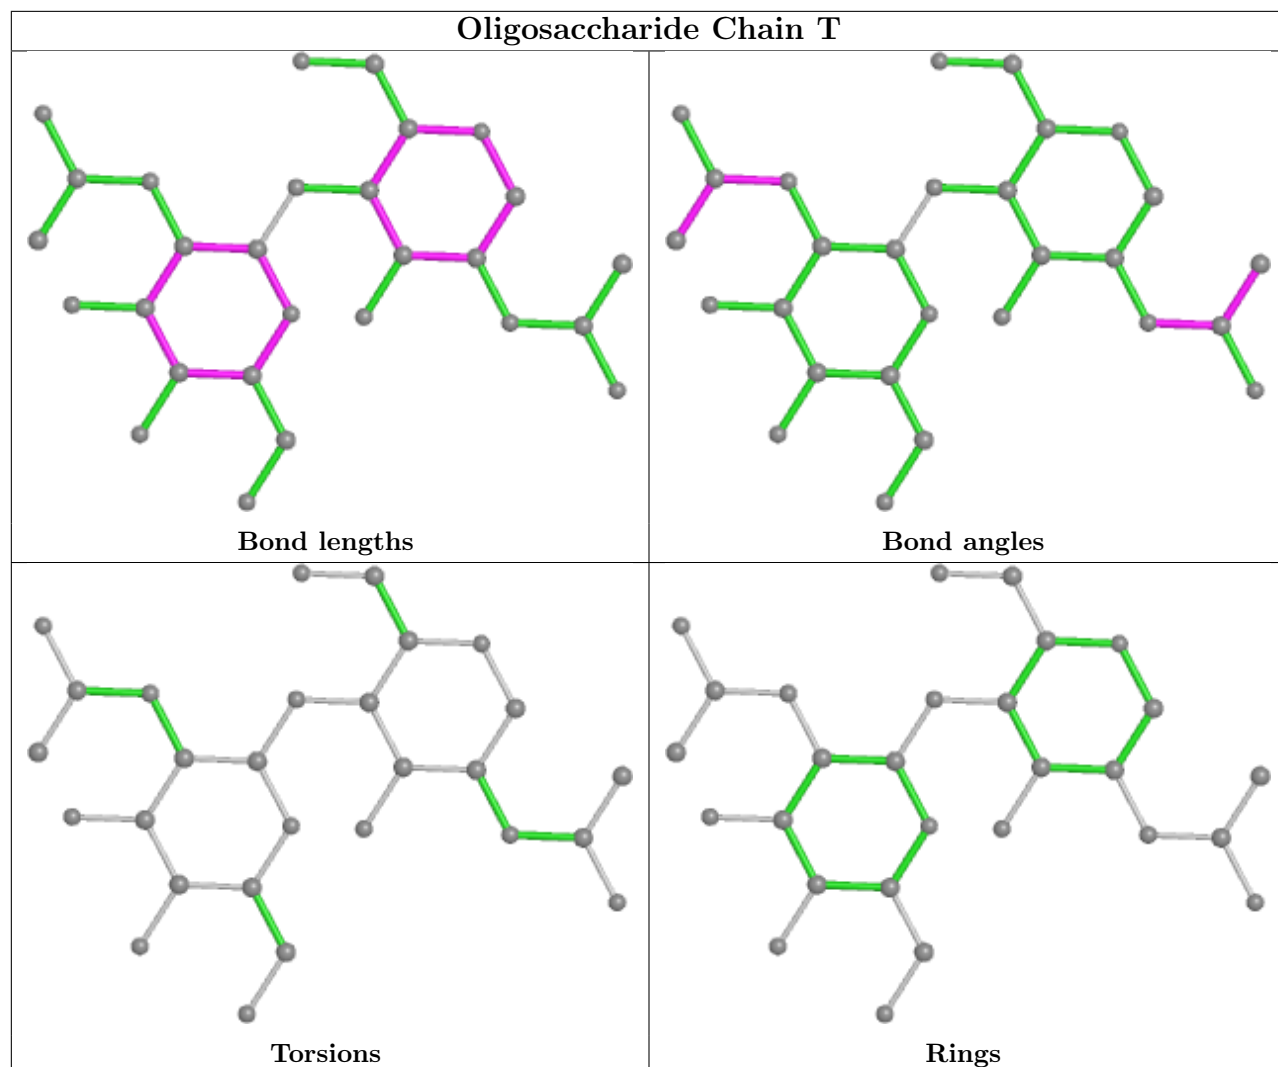 Oligosaccharide Chain T
Bond lengths
Bond angles
Torsions
Rings